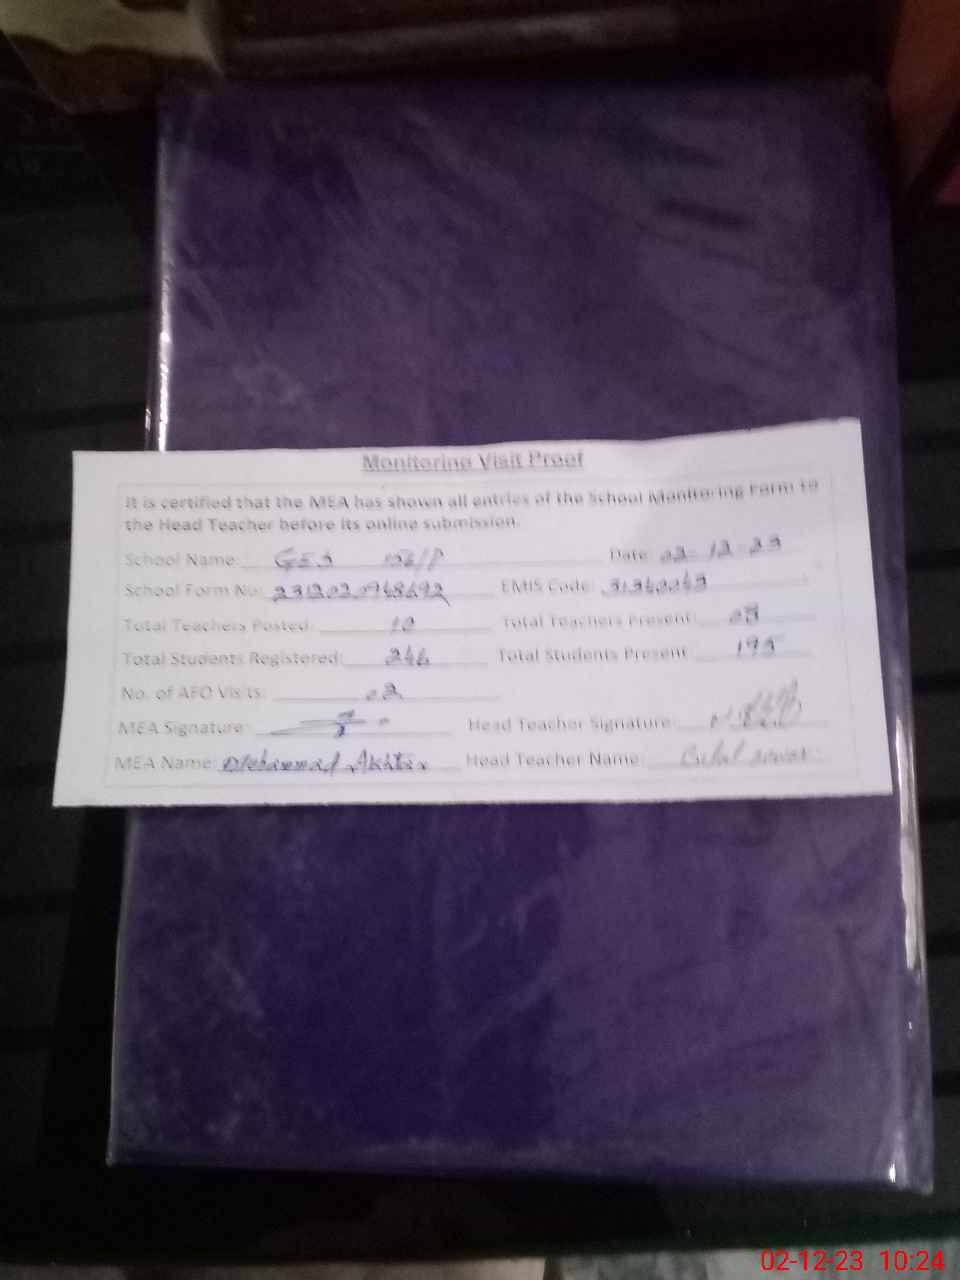 Monitoring Visit Proof
It is certified that the MEA has shown all entries of the School Monitoring Form to
the Head Teacher before its online submission.
School Name: GES 156/P Date: 02-12-23
School Form No: 2312020948692 EMIS Code: 31360043
Total Teachers Posted: 10 Total Teachers Present: 08
Total Students Registered: 246 Total Students Present: 195
No. of AEO Visits: 02
MEA Signature: Head Teacher Signature:
MEA Name: Muhammad Akhtar Head Teacher Name:
02-12-23 10:24